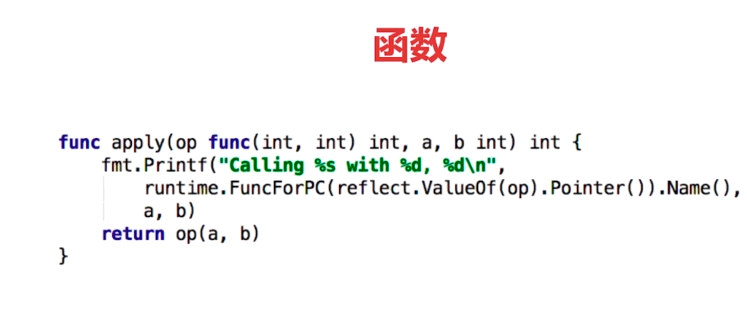 函数
func apply(op func(int, int) int, a, b int) int {
    fmt.Printf("Calling %s with %d, %d\n",
        runtime.FuncForPC(reflect.ValueOf(op).Pointer()).Name(),
        a, b)
    return op(a, b)
}